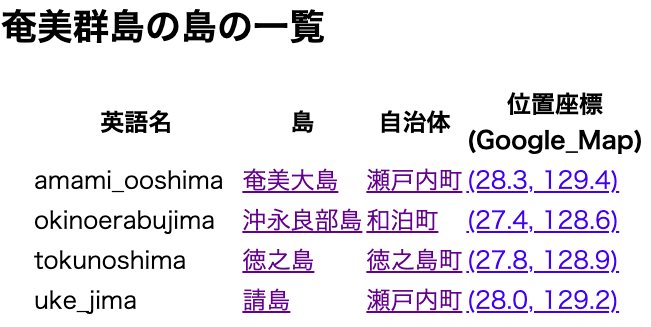 奄美群島の島の一覧
英語名 島 自治体 位置座標
(Google_Map)
amami_ooshima 奄美大島 瀬戸内町 (28.3, 129.4)
okinoerabujima 沖永良部島 和泊町 (27.4, 128.6)
tokunoshima 徳之島 徳之島町 (27.8, 128.9)
uke_jima 請島 瀬戸内町 (28.0, 129.2)